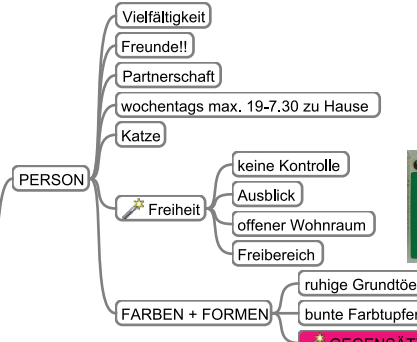 Vielfältigkeit
Freunde!!
Partnerschaft
wochentags max. 19-7.30 zu Hause
Katze
PERSON
Freiheit
keine Kontrolle
Ausblick
offener Wohnraum
Freibereich
FARBEN + FORMEN
ruhige Grundtöe
bunte Farbtupfer